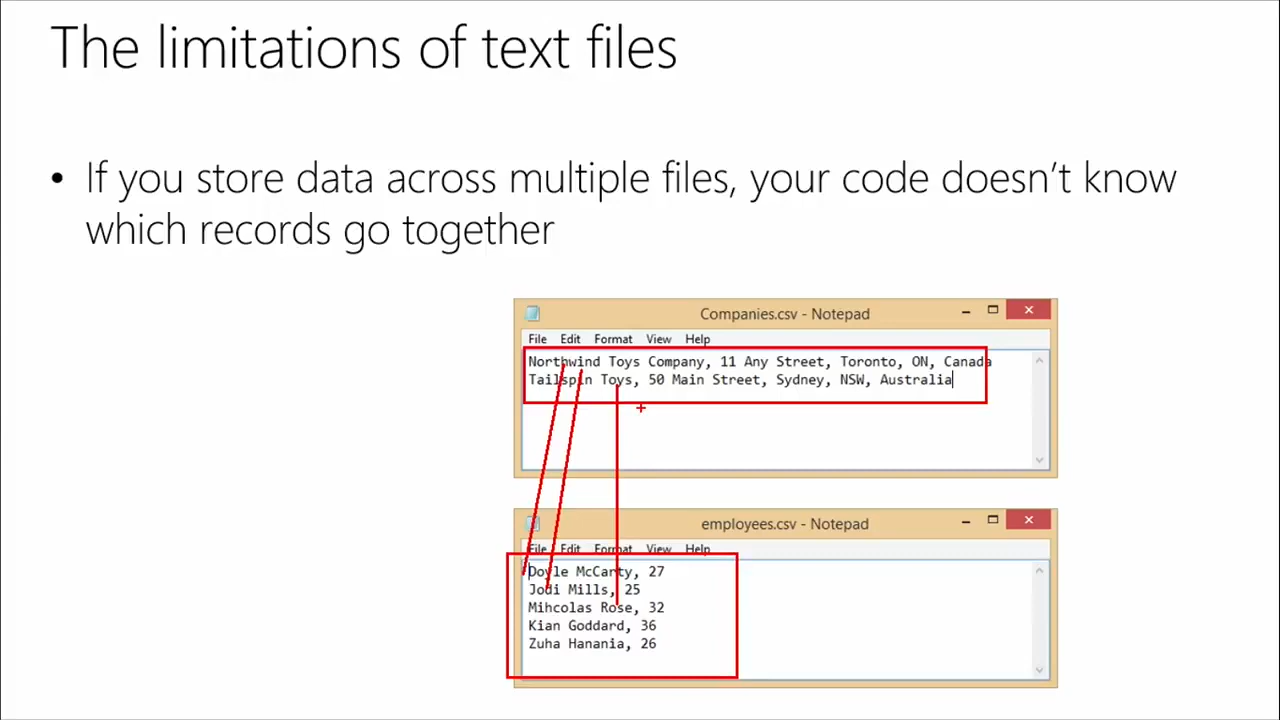 The limitations of text files
• If you store data across multiple files, your code doesn't know
which records go together
Companies.csv - Notepad
File Edit Format View Help
Northwind Toys Company, 11 Any Street, Toronto, ON, Canada
Tailspin Toys, 50 Main Street, Sydney, NSW, Australia
employees.csv - Notepad
File Edit Format View Help
Doyle McCarty, 27
Jodi Mills, 25
Mihcolas Rose, 32
Kian Goddard, 36
Zuha Hanania, 26